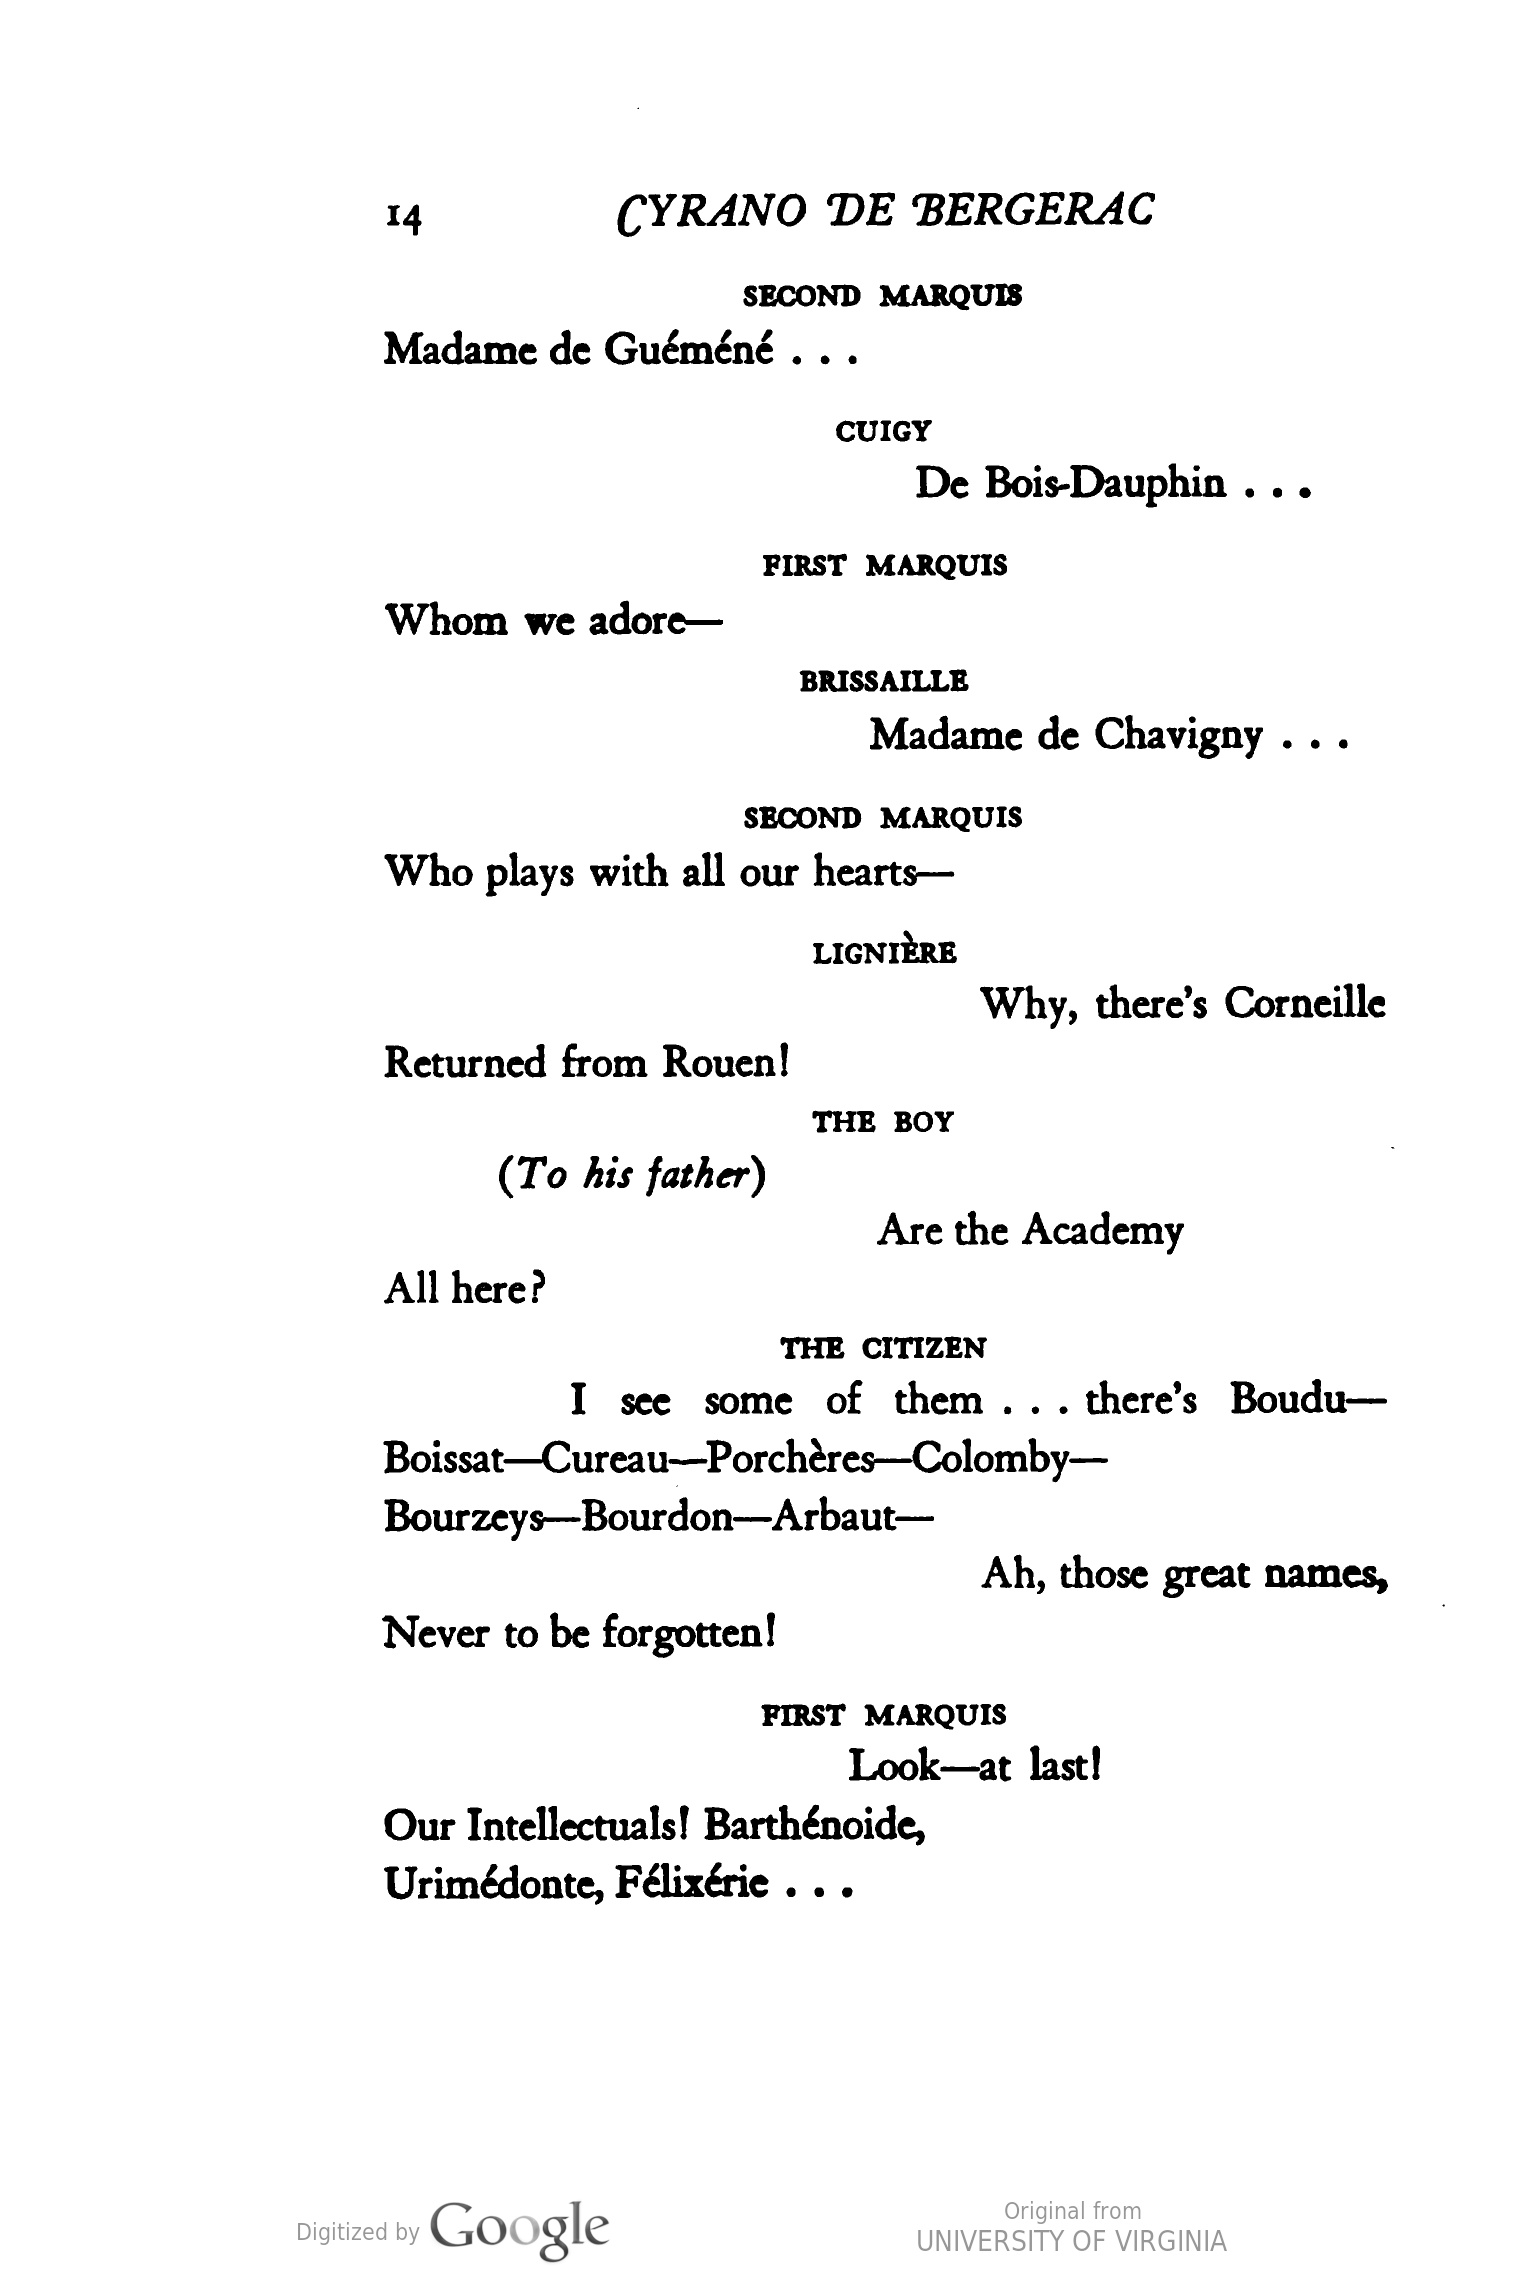 14 CYRANO DE BERGERAC
SECOND MARQUIS
Madame de Guéméné . . .
CUIGY
De Bois-Dauphin . . .
FIRST MARQUIS
Whom we adore—
BRISSAILLE
Madame de Chavigny . . .
SECOND MARQUIS
Who plays with all our hearts—
LIGNIÈRE
Why, there's Corneille
Returned from Rouen!
THE BOY
(To his father)
Are the Academy
All here?
THE CITIZEN
I see some of them . . . there's Boudu—
Boissat—Cureau—Porchères—Colomby—
Bourzeys—Bourdon—Arbaut—
Ah, those great names,
Never to be forgotten!
FIRST MARQUIS
Look—at last!
Our Intellectuals! Barthénoide,
Urimédonte, Félixérie . . .
Digitized by Google
Original from
UNIVERSITY OF VIRGINIA